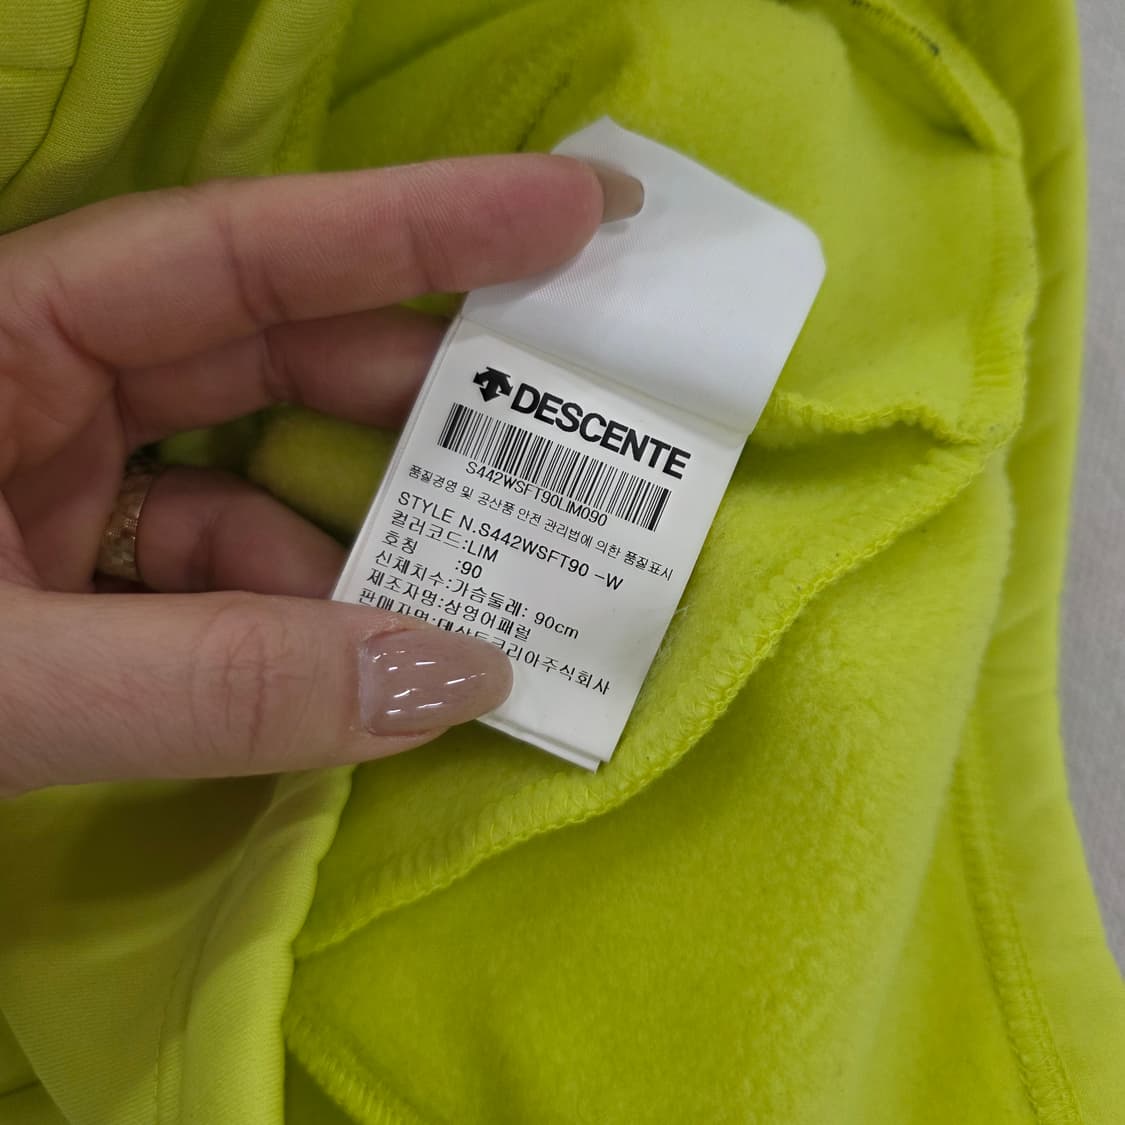 DESCENTE
S442WSFT90LIM090
품질경영 및 공산품 안전 관리법에 의한 품질표시
STYLE N.S442WSFT90 -W
컬러코드:LIM
호칭 :90
신체치수:가슴둘레: 90cm
제조자명:상영어패럴
판매자명:데상트코리아주식회사